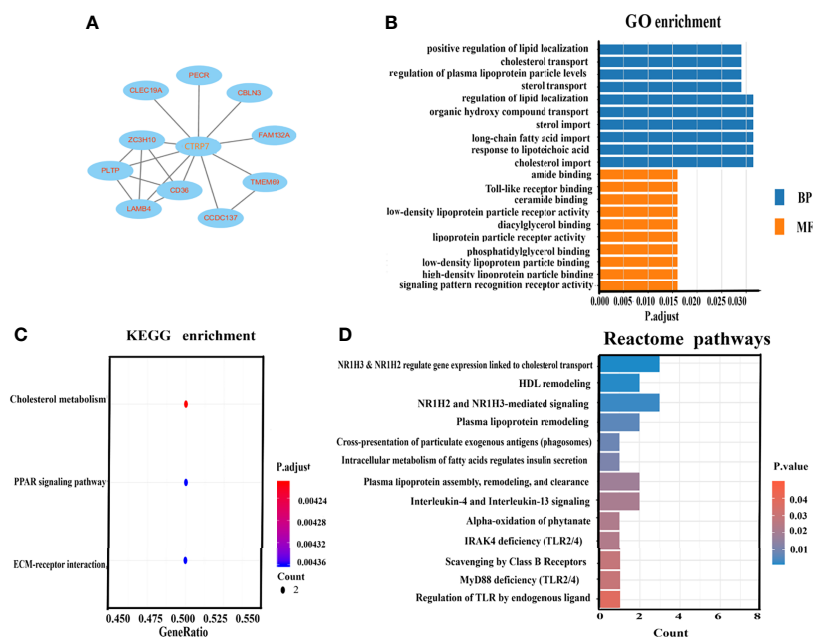 A
PECR
CLEC19A
CBLN3
ZC3H10
CTRP7
FAM132A
PLTP
CD36
TMEM69
LAMB4
CCDC137
B
GO enrichment
positive regulation of lipid localization
cholesterol transport
regulation of plasma lipoprotein particle levels
sterol transport
regulation of lipid localization
organic hydroxy compound transport
sterol import
long-chain fatty acid import
response to lipoteichoic acid
cholesterol import
amide binding
Toll-like receptor binding
ceramide binding
low-density lipoprotein particle receptor activity
diacylglycerol binding
lipoprotein particle receptor activity
phosphatidylglycerol binding
low-density lipoprotein particle binding
high-density lipoprotein particle binding
signaling pattern recognition receptor activity
0.000 0.005 0.010 0.015 0.020 0.025 0.030
P.adjust
BP
MF
C
KEGG enrichment
Cholesterol metabolism
PPAR signaling pathway
ECM-receptor interaction
0.450 0.475 0.500 0.525 0.550
GeneRatio
P.adjust
0.00424
0.00428
0.00432
0.00436
Count
2
D
Reactome pathways
NR1H3 & NR1H2 regulate gene expression linked to cholesterol transport
HDL remodeling
NR1H2 and NR1H3-mediated signaling
Plasma lipoprotein remodeling
Cross-presentation of particulate exogenous antigens (phagosomes)
Intracellular metabolism of fatty acids regulates insulin secretion
Plasma lipoprotein assembly, remodeling, and clearance
Interleukin-4 and Interleukin-13 signaling
Alpha-oxidation of phytanate
IRAK4 deficiency (TLR2/4)
Scavenging by Class B Receptors
MyD88 deficiency (TLR2/4)
Regulation of TLR by endogenous ligand
0 2 4 6 8
Count
P.value
0.04
0.03
0.02
0.01